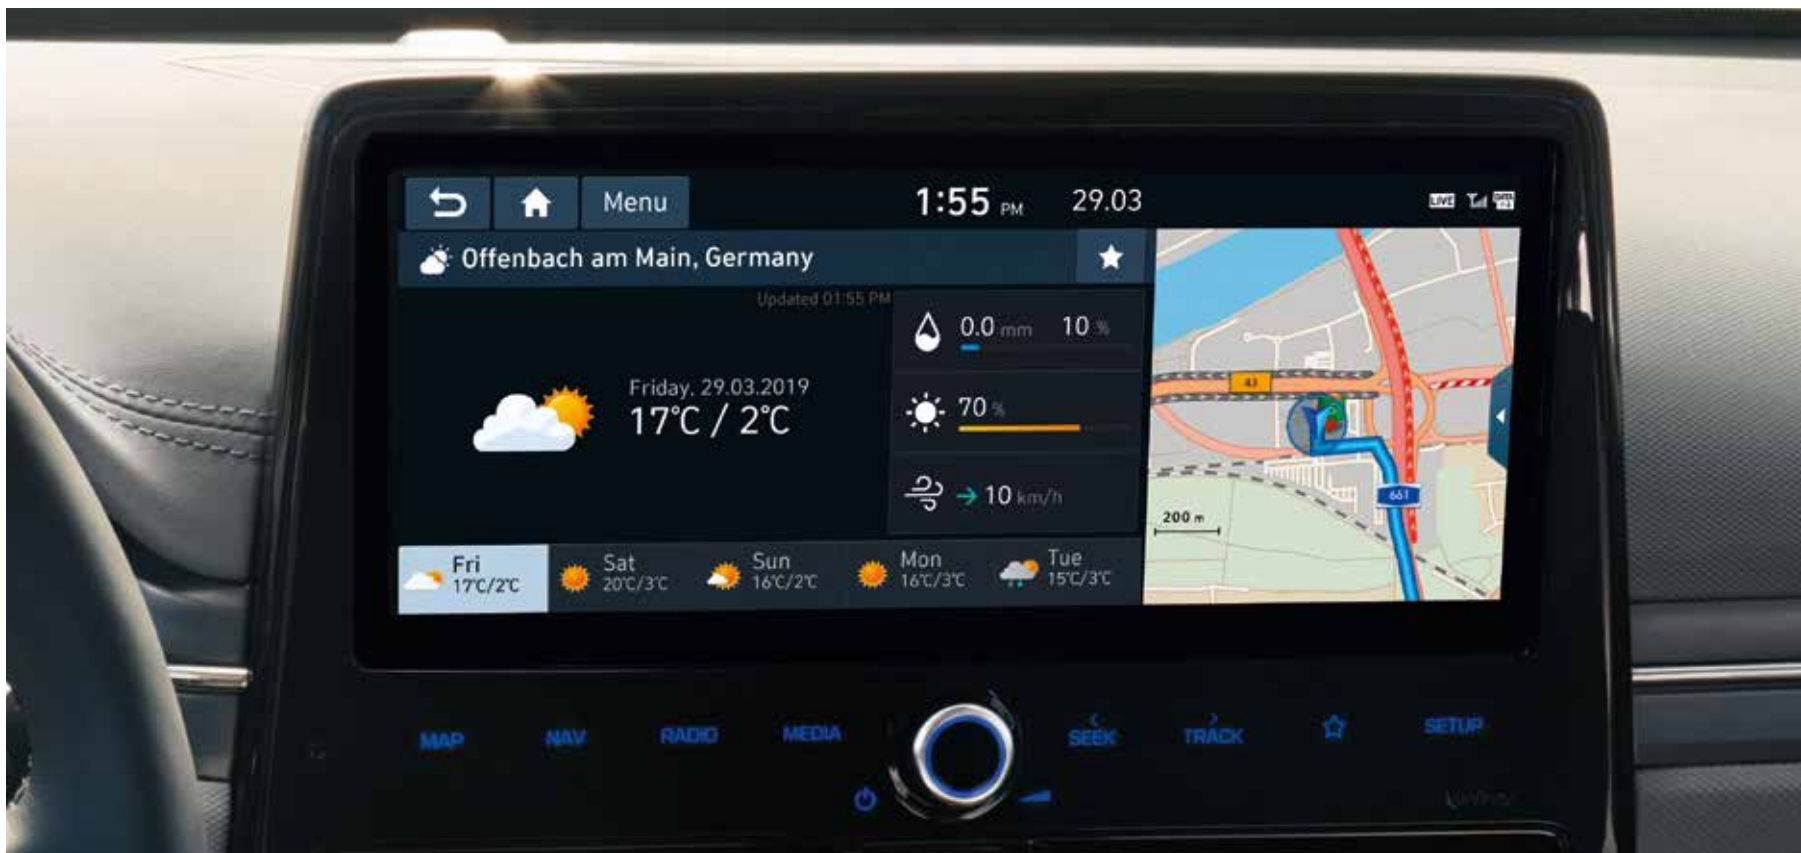 Menu
1:55 PM
29.03
LIVE
Offenbach am Main, Germany
Updated 01:55 PM
0.0 mm 10 %
Friday. 29.03.2019
17°C / 2°C
70 %
10 km/h
43
661
200 m
Fri
17°C/2°C
Sat
20°C/3°C
Sun
16°C/2°C
Mon
16°C/3°C
Tue
15°C/3°C
MAP
NAV
RADIO
MEDIA
SEEK
TRACK
SETUP